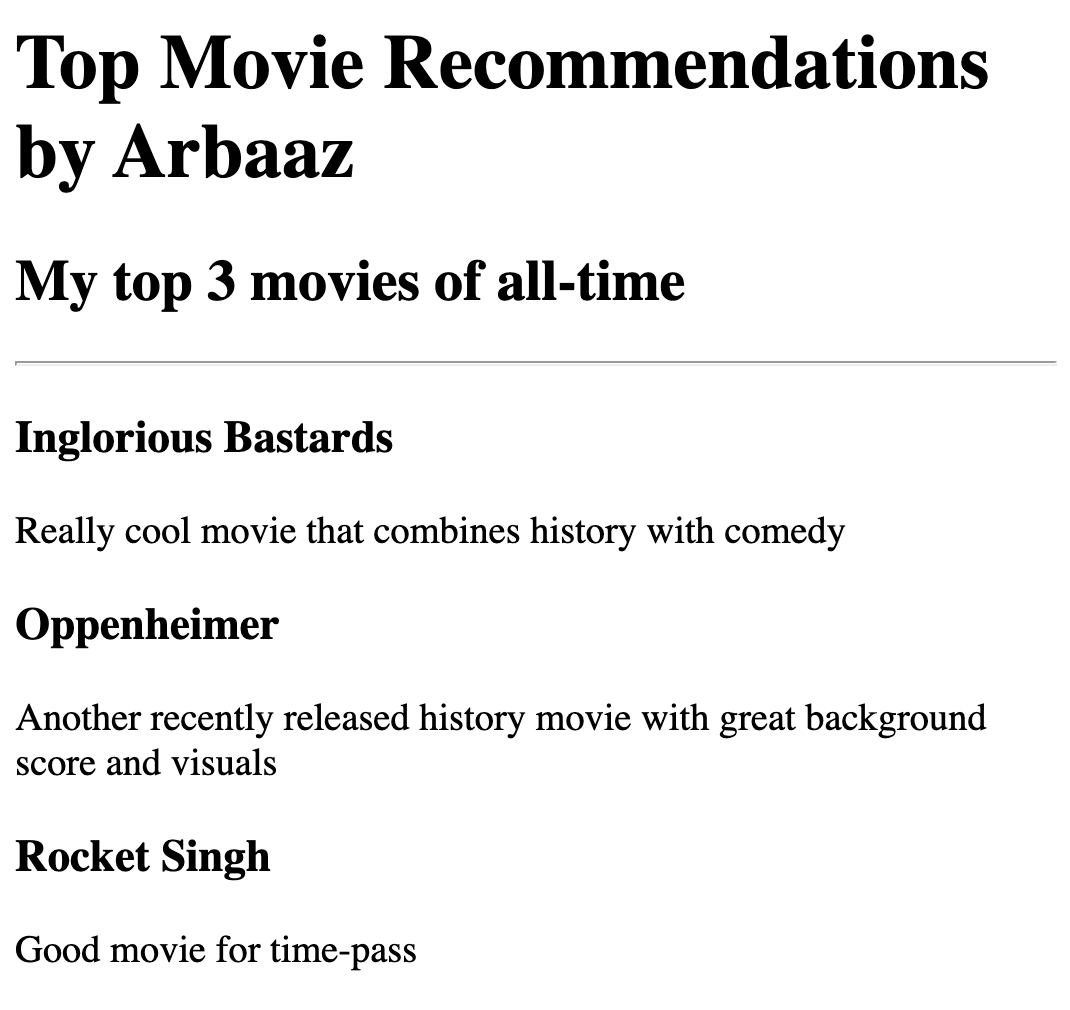 Top Movie Recommendations
by Arbaaz
My top 3 movies of all-time
Inglorious Bastards
Really cool movie that combines history with comedy
Oppenheimer
Another recently released history movie with great background
score and visuals
Rocket Singh
Good movie for time-pass